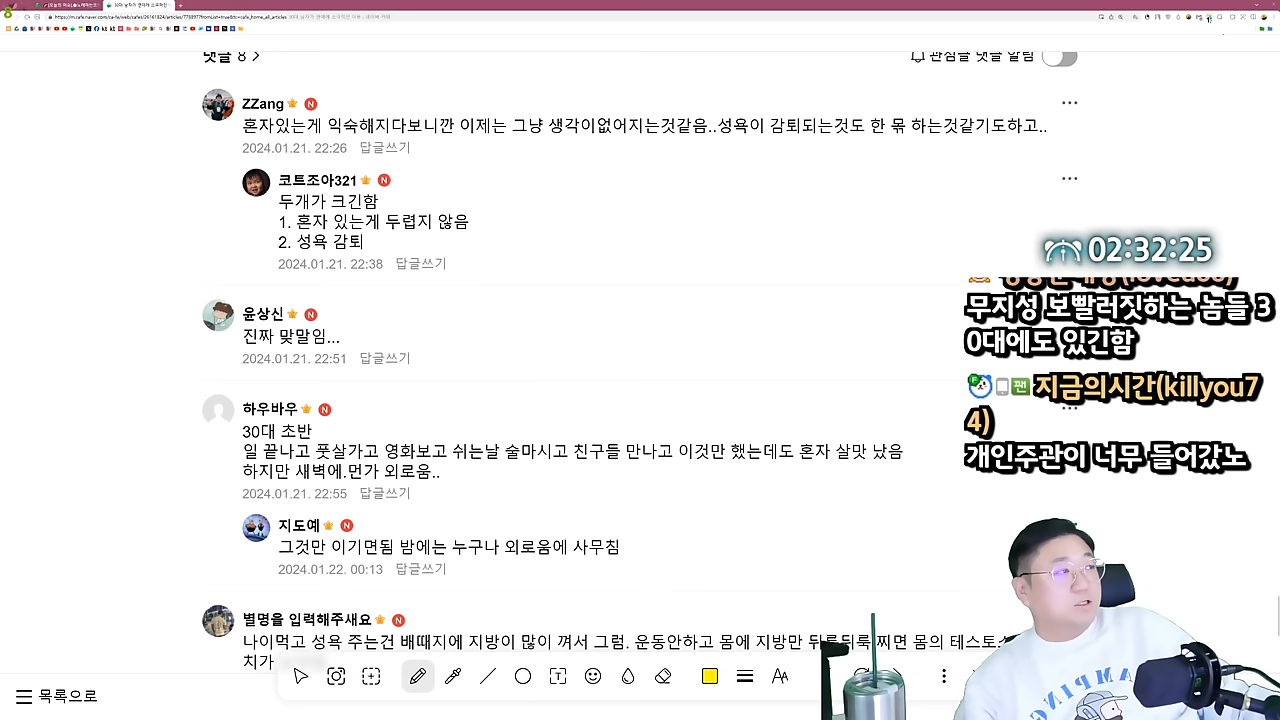 https://m.cafe.naver.com/ca-fe/web/cafes/26161824/articles/
댓글 8
관심글 댓글 알림
ZZang N
혼자있는게 익숙해지다보니깐 이제는 그냥 생각이없어지는것같음..성욕이 감퇴되는것도 한 몫 하는것같기도하고..
2024.01.21. 22:26 답글쓰기
코트조아321 N
두개가 크긴함
1. 혼자 있는게 두렵지 않음
2. 성욕 감퇴
2024.01.21. 22:38 답글쓰기
02:32:25
무지성 보빨러짓하는 놈들 3
0대에도 있긴함
윤상신 N
진짜 맞말임...
2024.01.21. 22:51 답글쓰기
F 팬 지금의시간(killyou7
4)
개인주관이 너무 들어갔노
하우바우 N
30대 초반
일 끝나고 풋살가고 영화보고 쉬는날 술마시고 친구들 만나고 이것만 했는데도 혼자 살맛 났음
하지만 새벽에.먼가 외로움..
2024.01.21. 22:55 답글쓰기
지도예 N
그것만 이기면됨 밤에는 누구나 외로움에 사무침
2024.01.22. 00:13 답글쓰기
별명을 입력해주새요 N
나이먹고 성욕 주는건 배때지에 지방이 많이 껴서 그럼. 운동안하고 몸에 지방만 뒤룩뒤룩 찌면 몸의 테스토스
치가
T
AA
목록으로